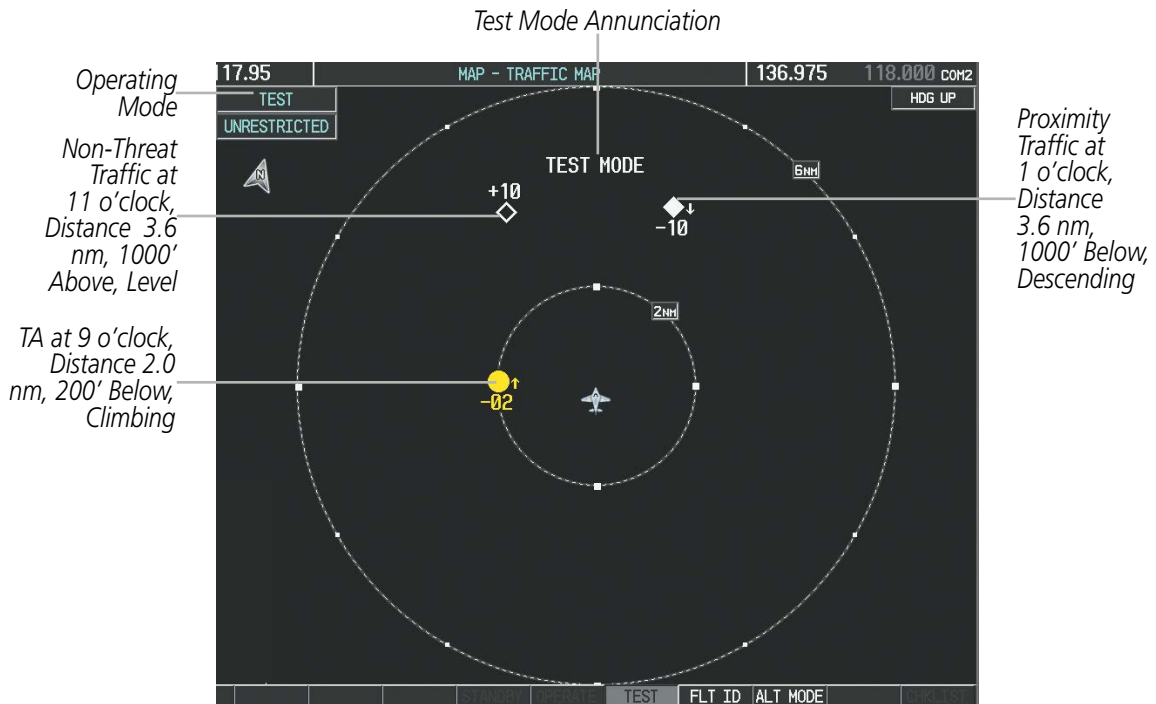 Test Mode Annunciation
Operating
Mode
Non-Threat
Traffic at
11 o’clock,
Distance 3.6
nm, 1000’
Above, Level
TA at 9 o’clock,
Distance 2.0
nm, 200’ Below,
Climbing
17.95
MAP – TRAFFIC MAP
136.975
118.000 COM2
TEST
UNRESTRICTED
HDG UP
N
TEST MODE
6NM
+10
-10
2NM
-02
STANDBY
OPERATE
TEST
FLT ID
ALT MODE
CHKLIST
Proximity
Traffic at
1 o’clock,
Distance
3.6 nm,
1000’ Below,
Descending